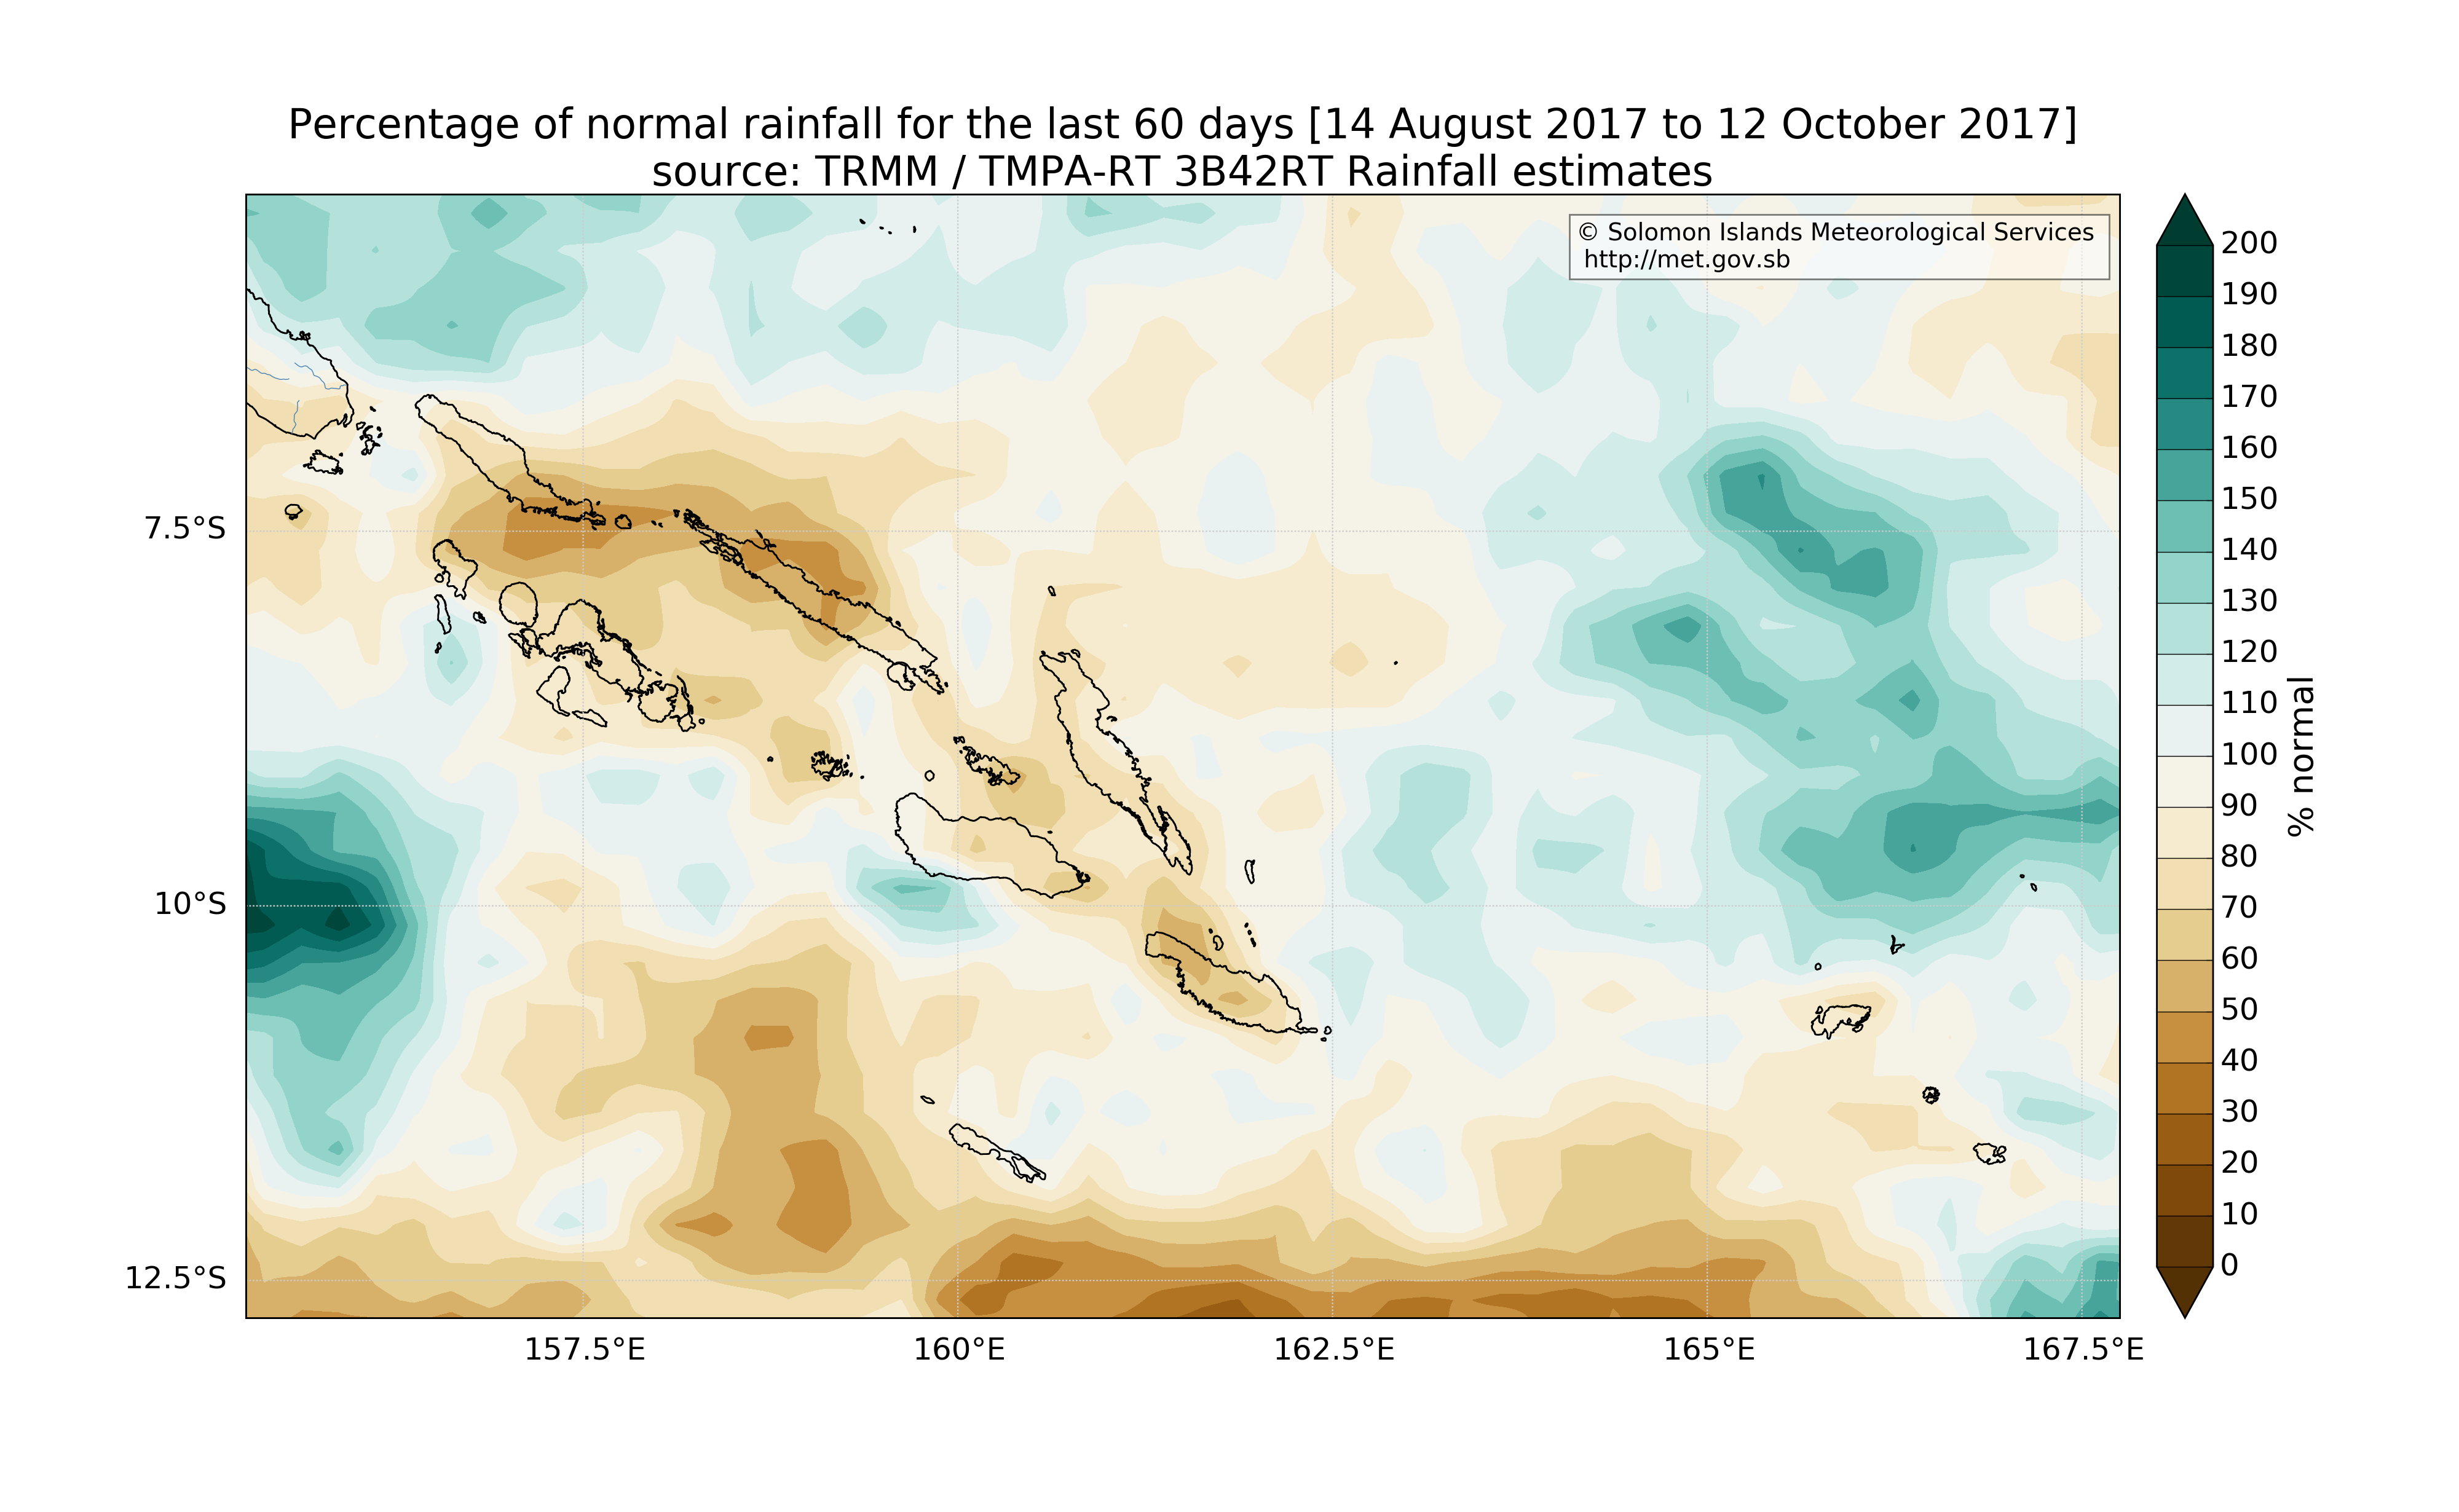 Percentage of normal rainfall for the last 60 days [14 August 2017 to 12 October 2017]
source: TRMM / TMPA-RT 3B42RT Rainfall estimates
© Solomon Islands Meteorological Services
http://met.gov.sb
7.5°S
10°S
12.5°S
157.5°E
160°E
162.5°E
165°E
167.5°E
200
190
180
170
160
150
140
130
120
110
100
90
80
70
60
50
40
30
20
10
0
% normal